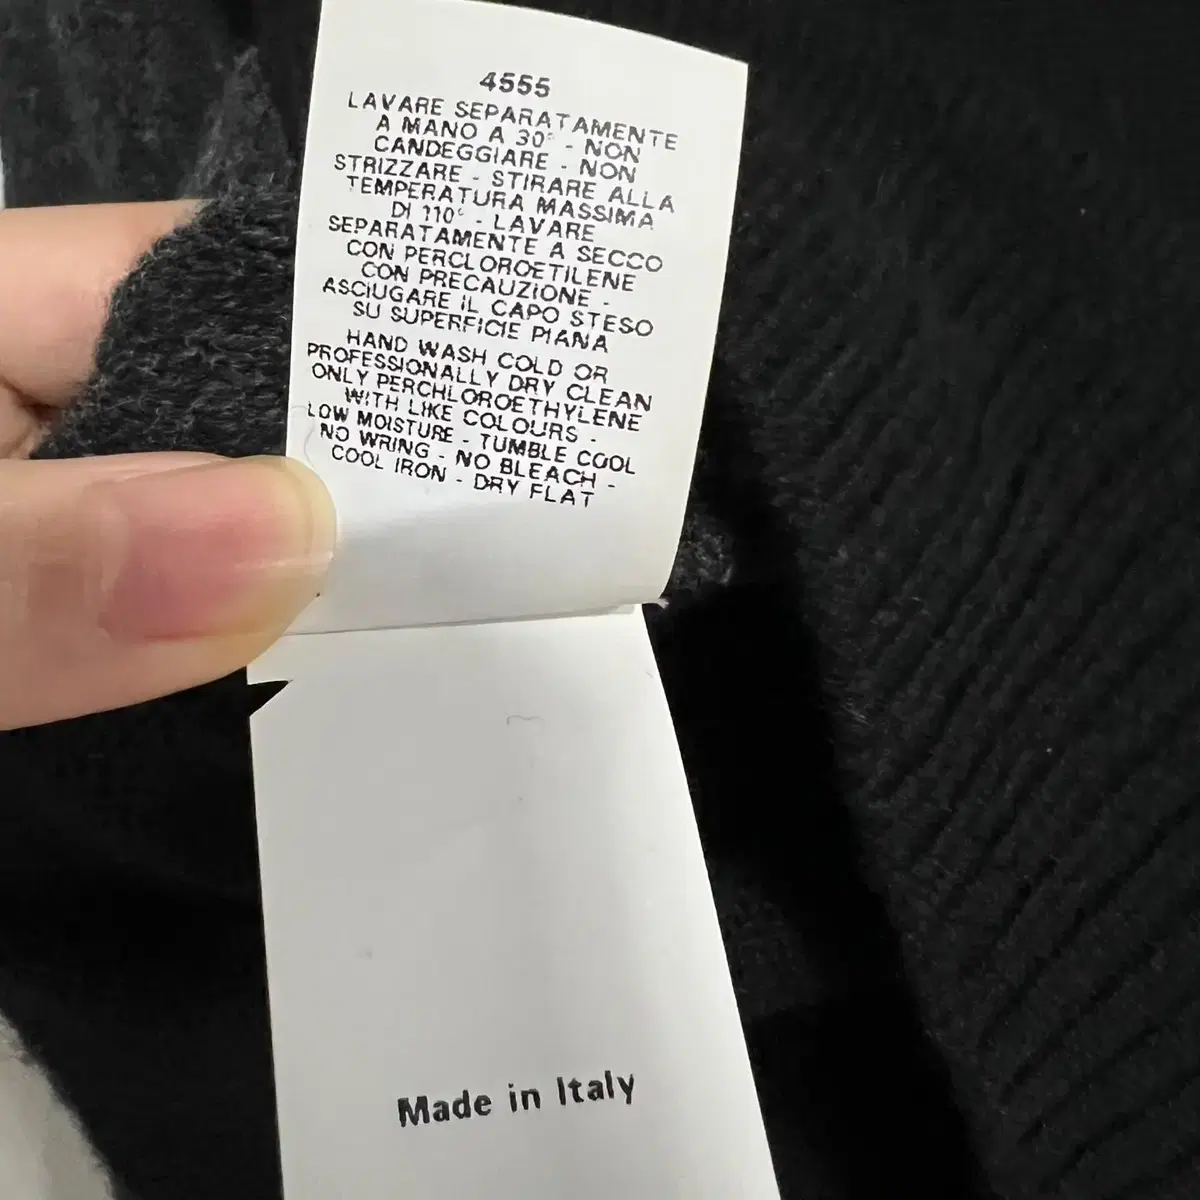 4555
LAVARE SEPARATAMENTE
A MANO A 30° - NON
CANDEGGIARE - NON
STRIZZARE - STIRARE ALLA
TEMPERATURA MASSIMA
DI 110° - LAVARE
SEPARATAMENTE A SECCO
CON PERCLOROETILENE
CON PRECAUZIONE -
ASCIUGARE IL CAPO STESO
SU SUPERFICIE PIANA
HAND WASH COLD OR
PROFESSIONALLY DRY CLEAN
ONLY PERCHLOROETHYLENE
WITH LIKE COLOURS -
LOW MOISTURE - TUMBLE COOL
NO WRING - NO BLEACH -
COOL IRON - DRY FLAT
Made in Italy